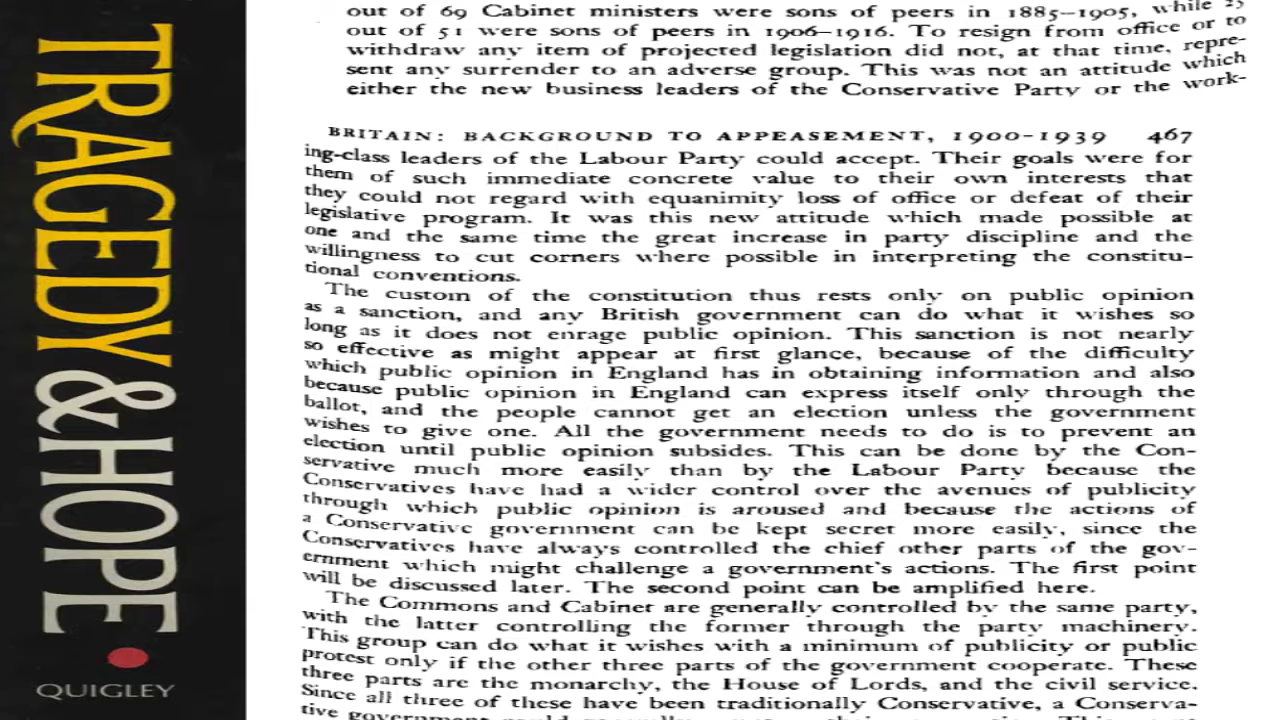 TRAGEDY & HOPE
QUIGLEY
out of 69 Cabinet ministers were sons of peers in 1885–1905, while 25
out of 51 were sons of peers in 1906–1916. To resign from office or to
withdraw any item of projected legislation did not, at that time, repre-
sent any surrender to an adverse group. This was not an attitude which
either the new business leaders of the Conservative Party or the work-
BRITAIN: BACKGROUND TO APPEASEMENT, 1900–1939 467
ing-class leaders of the Labour Party could accept. Their goals were for
them of such immediate concrete value to their own interests that
they could not regard with equanimity loss of office or defeat of their
legislative program. It was this new attitude which made possible at
one and the same time the great increase in party discipline and the
willingness to cut corners where possible in interpreting the constitu-
tional conventions.
The custom of the constitution thus rests only on public opinion
as a sanction, and any British government can do what it wishes so
long as it does not enrage public opinion. This sanction is not nearly
so effective as might appear at first glance, because of the difficulty
which public opinion in England has in obtaining information and also
because public opinion in England can express itself only through the
ballot, and the people cannot get an election unless the government
wishes to give one. All the government needs to do is to prevent an
election until public opinion subsides. This can be done by the Con-
servative much more easily than by the Labour Party because the
Conservatives have had a wider control over the avenues of publicity
through which public opinion is aroused and because the actions of
a Conservative government can be kept secret more easily, since the
Conservatives have always controlled the chief other parts of the gov-
ernment which might challenge a government's actions. The first point
will be discussed later. The second point can be amplified here.
The Commons and Cabinet are generally controlled by the same party,
with the latter controlling the former through the party machinery.
This group can do what it wishes with a minimum of publicity or public
protest only if the other three parts of the government cooperate. These
three parts are the monarchy, the House of Lords, and the civil service.
Since all three of these have been traditionally Conservative, a Conserva-
tive government could generally